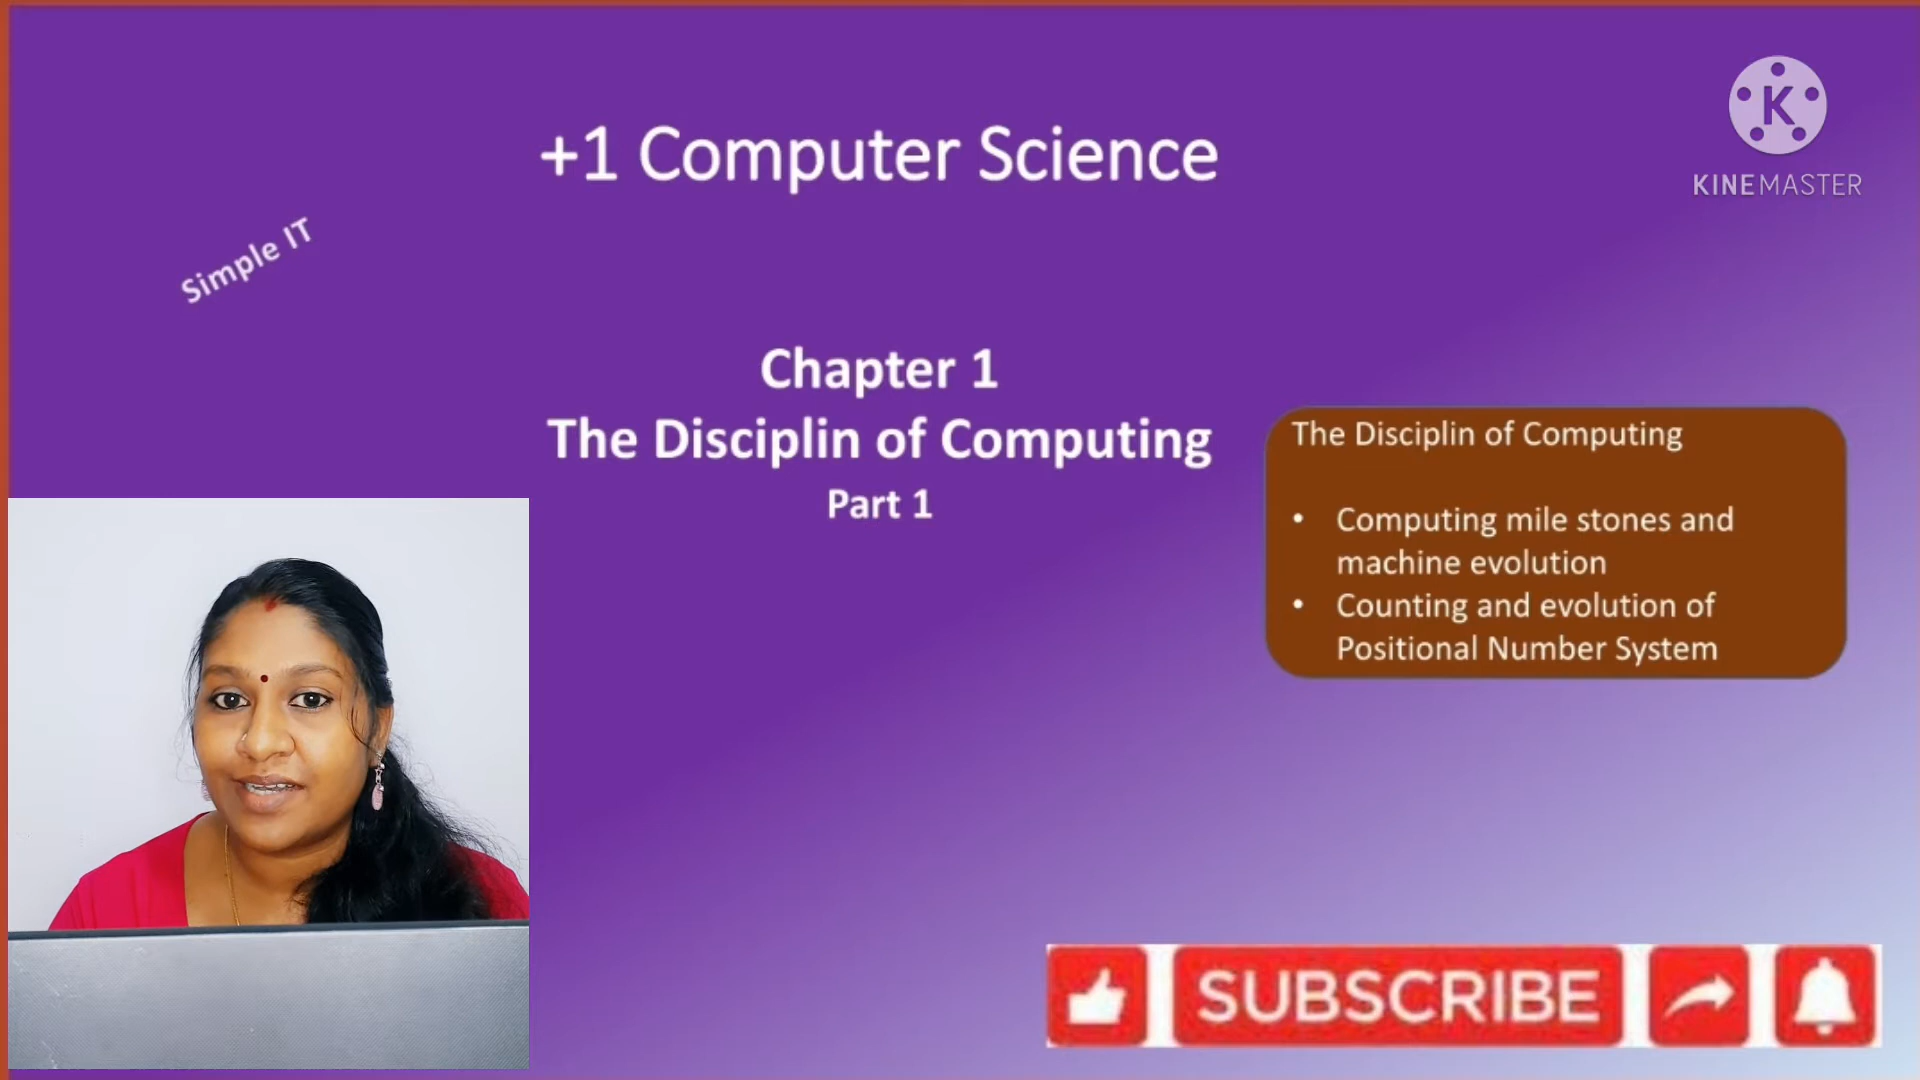 +1 Computer Science
K
KINEMASTER
Simple IT
Chapter 1
The Disciplin of Computing
Part 1
The Disciplin of Computing
• Computing mile stones and
machine evolution
• Counting and evolution of
Positional Number System
SUBSCRIBE